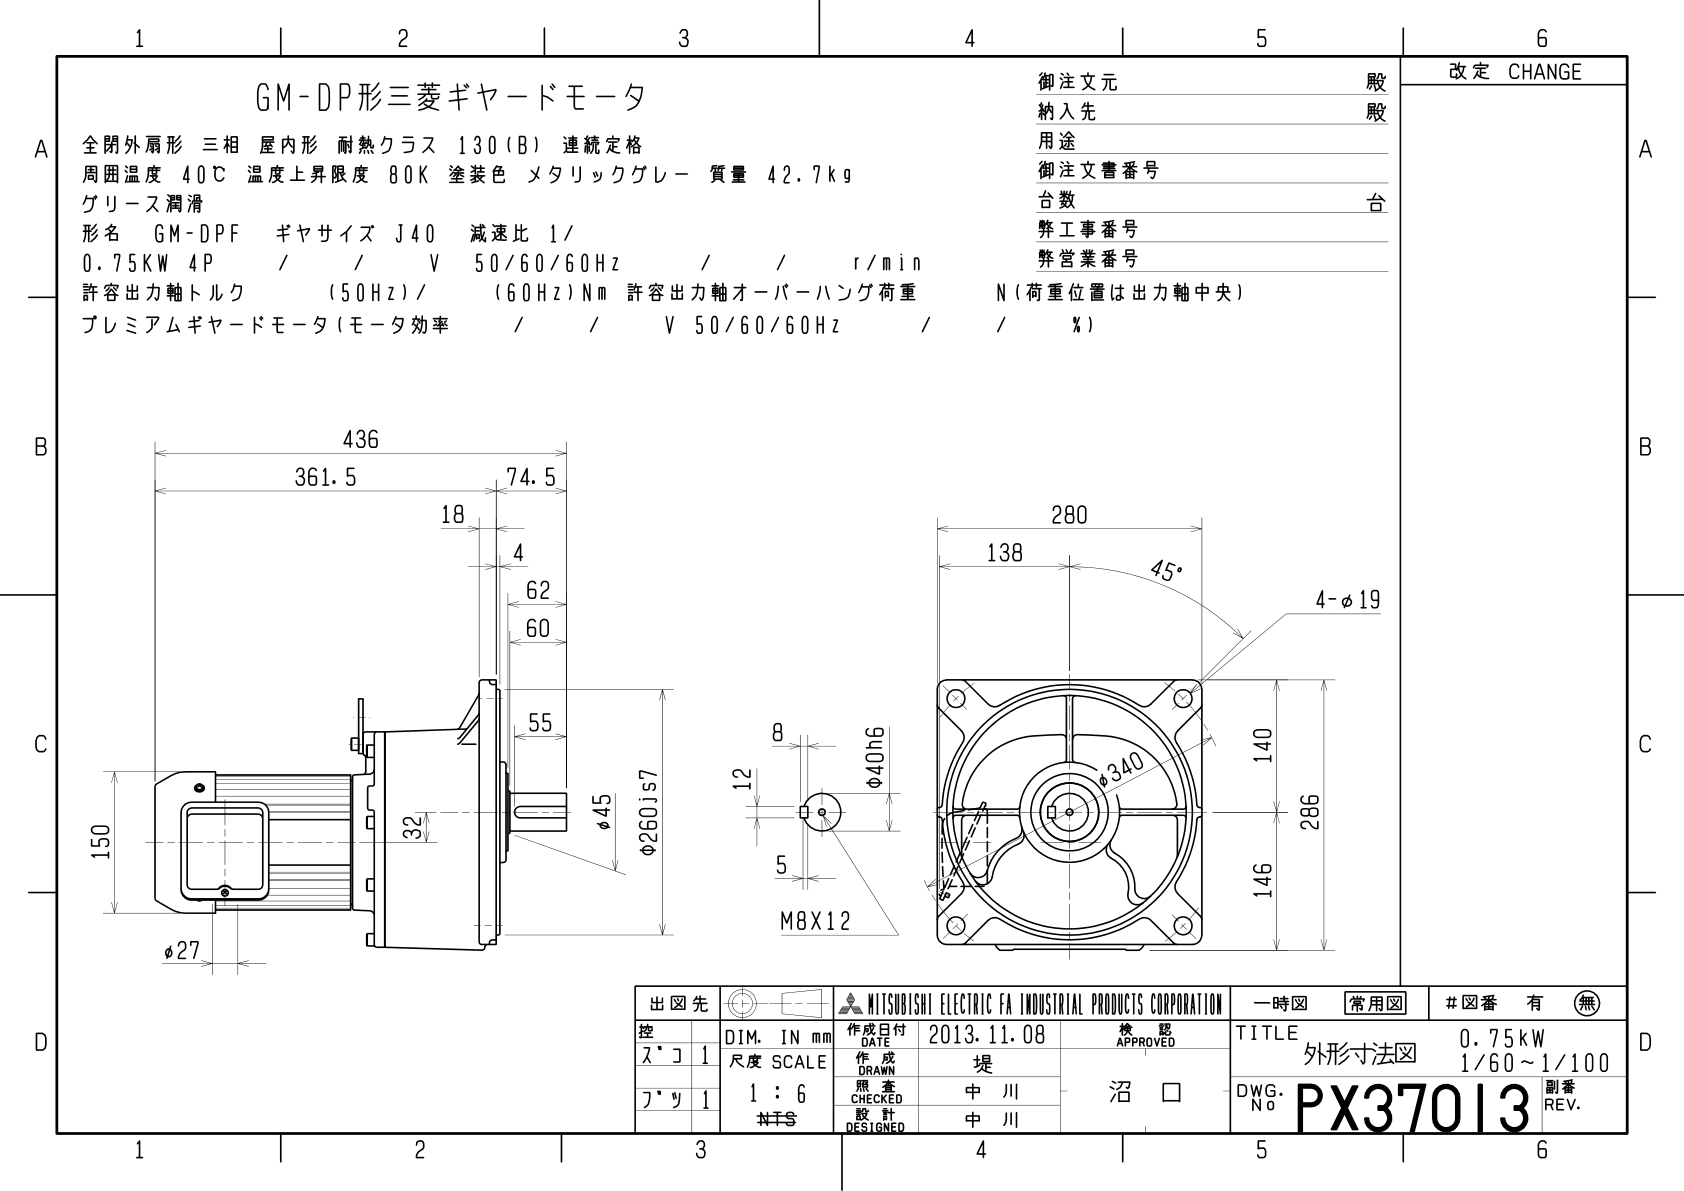 1 2 3 4 5 6
改定 CHANGE
GM-DP形三菱ギヤードモータ
全閉外扇形 三相 屋内形 耐熱クラス 130(B) 連続定格
周囲温度 40℃ 温度上昇限度 80K 塗装色 メタリックグレー 質量 42.7kg
グリース潤滑
形名 GM-DPF ギヤサイズ J40 減速比 1/
0.75KW 4P / / V 50/60/60Hz / / r/min
許容出力軸トルク (50Hz)/ (60Hz)Nm 許容出力軸オーバーハング荷重 N(荷重位置は出力軸中央)
プレミアムギヤードモータ(モータ効率 / / V 50/60/60Hz / / %)
御注文元 殿
納入先 殿
用途
御注文書番号
台数 台
弊工事番号
弊営業番号
A A
B B
C C
D D
436
361.5 74.5
18
4
62
60
55
150
32
φ45
Φ260js7
φ27
8
12
5
Φ40h6
M8X12
280
138
45°
4-φ19
φ340
140
286
146
出図先
控
ズコ 1
ブツ 1
DIM. IN mm
尺度 SCALE
1 : 6
NTS
MITSUBISHI ELECTRIC FA INDUSTRIAL PRODUCTS CORPORATION
作成日付 DATE 2013.11.08
作成 DRAWN 堤
照査 CHECKED 中川
設計 DESIGNED 中川
検認 APPROVED
沼口
一時図 常用図 #図番 有 無
TITLE 外形寸法図 0.75kW
1/60~1/100
DWG. No PX37013 副番 REV.
1 2 3 4 5 6